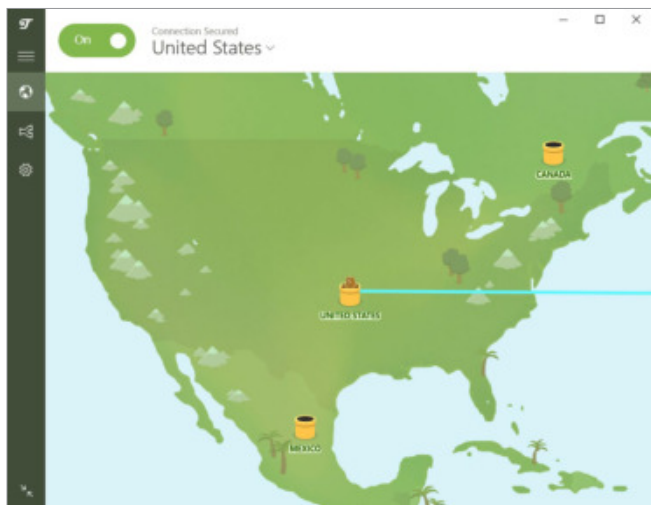 On
Connection Secured
United States
CANADA
UNITED STATES
MEXICO